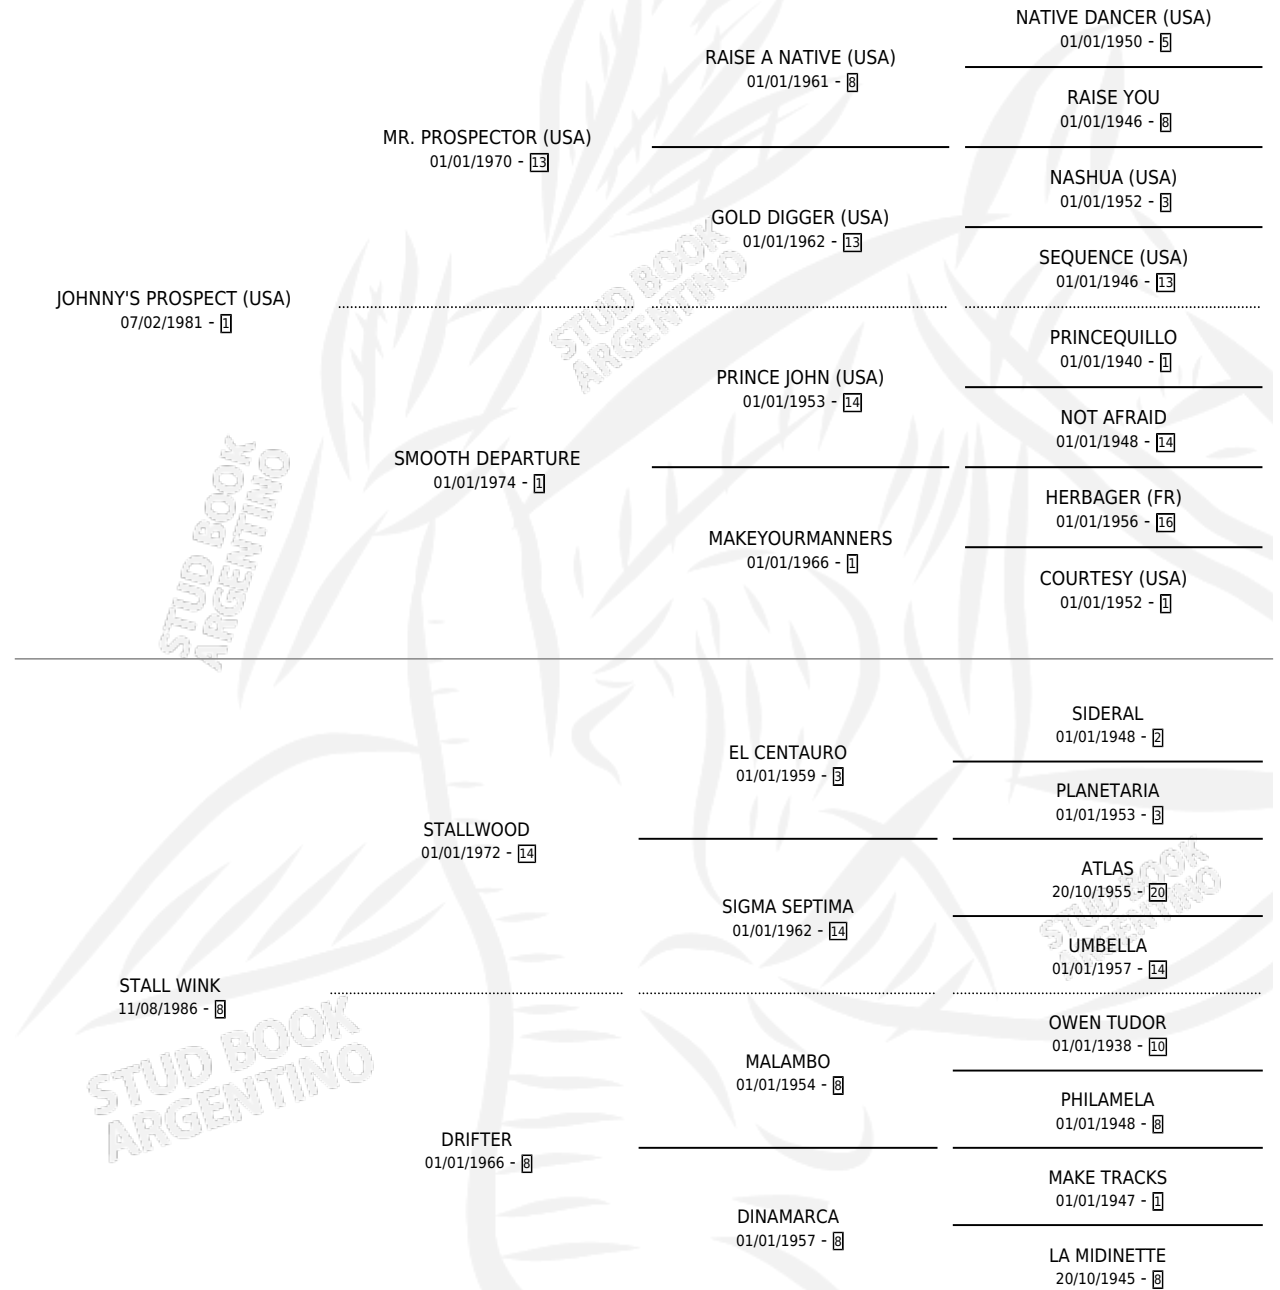 NATIVE DANCER (USA)
01/01/1950 - 5
RAISE A NATIVE (USA)
01/01/1961 - 8
RAISE YOU
01/01/1946 - 8
MR. PROSPECTOR (USA)
01/01/1970 - 13
NASHUA (USA)
01/01/1952 - 3
GOLD DIGGER (USA)
01/01/1962 - 13
SEQUENCE (USA)
01/01/1946 - 13
JOHNNY'S PROSPECT (USA)
07/02/1981 - 1
PRINCEQUILLO
01/01/1940 - 1
PRINCE JOHN (USA)
01/01/1953 - 14
NOT AFRAID
01/01/1948 - 14
SMOOTH DEPARTURE
01/01/1974 - 1
HERBAGER (FR)
01/01/1956 - 16
MAKEYOURMANNERS
01/01/1966 - 1
COURTESY (USA)
01/01/1952 - 1
SIDERAL
01/01/1948 - 2
EL CENTAURO
01/01/1959 - 3
PLANETARIA
01/01/1953 - 3
STALLWOOD
01/01/1972 - 14
ATLAS
20/10/1955 - 20
SIGMA SEPTIMA
01/01/1962 - 14
UMBELLA
01/01/1957 - 14
STALL WINK
11/08/1986 - 8
OWEN TUDOR
01/01/1938 - 10
MALAMBO
01/01/1954 - 8
PHILAMELA
01/01/1948 - 8
DRIFTER
01/01/1966 - 8
MAKE TRACKS
01/01/1947 - 1
DINAMARCA
01/01/1957 - 8
LA MIDINETTE
20/10/1945 - 8
STUD BOOK
ARGENTINO
STUD BOOK
ARGENTINO
STUD BOOK
ARGENTINO
STUD BOOK
ARGENTINO